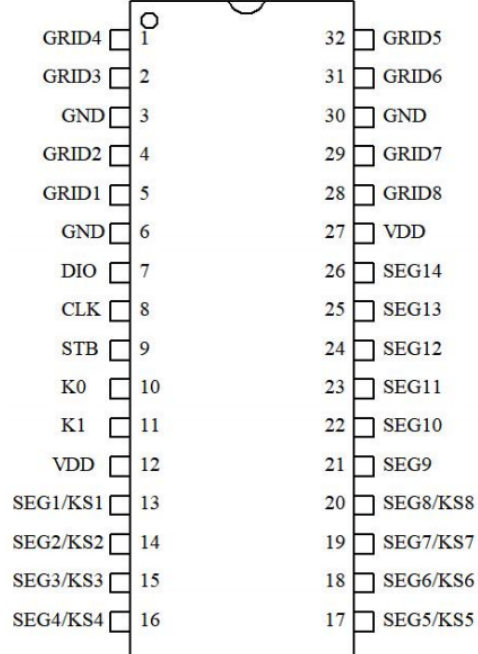 GRID4 1 32 GRID5
GRID3 2 31 GRID6
GND 3 30 GND
GRID2 4 29 GRID7
GRID1 5 28 GRID8
GND 6 27 VDD
DIO 7 26 SEG14
CLK 8 25 SEG13
STB 9 24 SEG12
K0 10 23 SEG11
K1 11 22 SEG10
VDD 12 21 SEG9
SEG1/KS1 13 20 SEG8/KS8
SEG2/KS2 14 19 SEG7/KS7
SEG3/KS3 15 18 SEG6/KS6
SEG4/KS4 16 17 SEG5/KS5